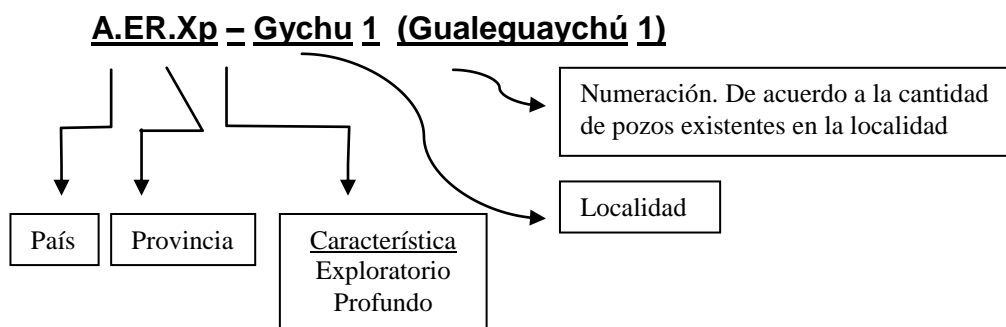 A.ER.Xp – Gychu 1 (Gualeguaychú 1)
Numeración. De acuerdo a la cantidad
de pozos existentes en la localidad
Localidad
País
Provincia
Característica
Exploratorio
Profundo